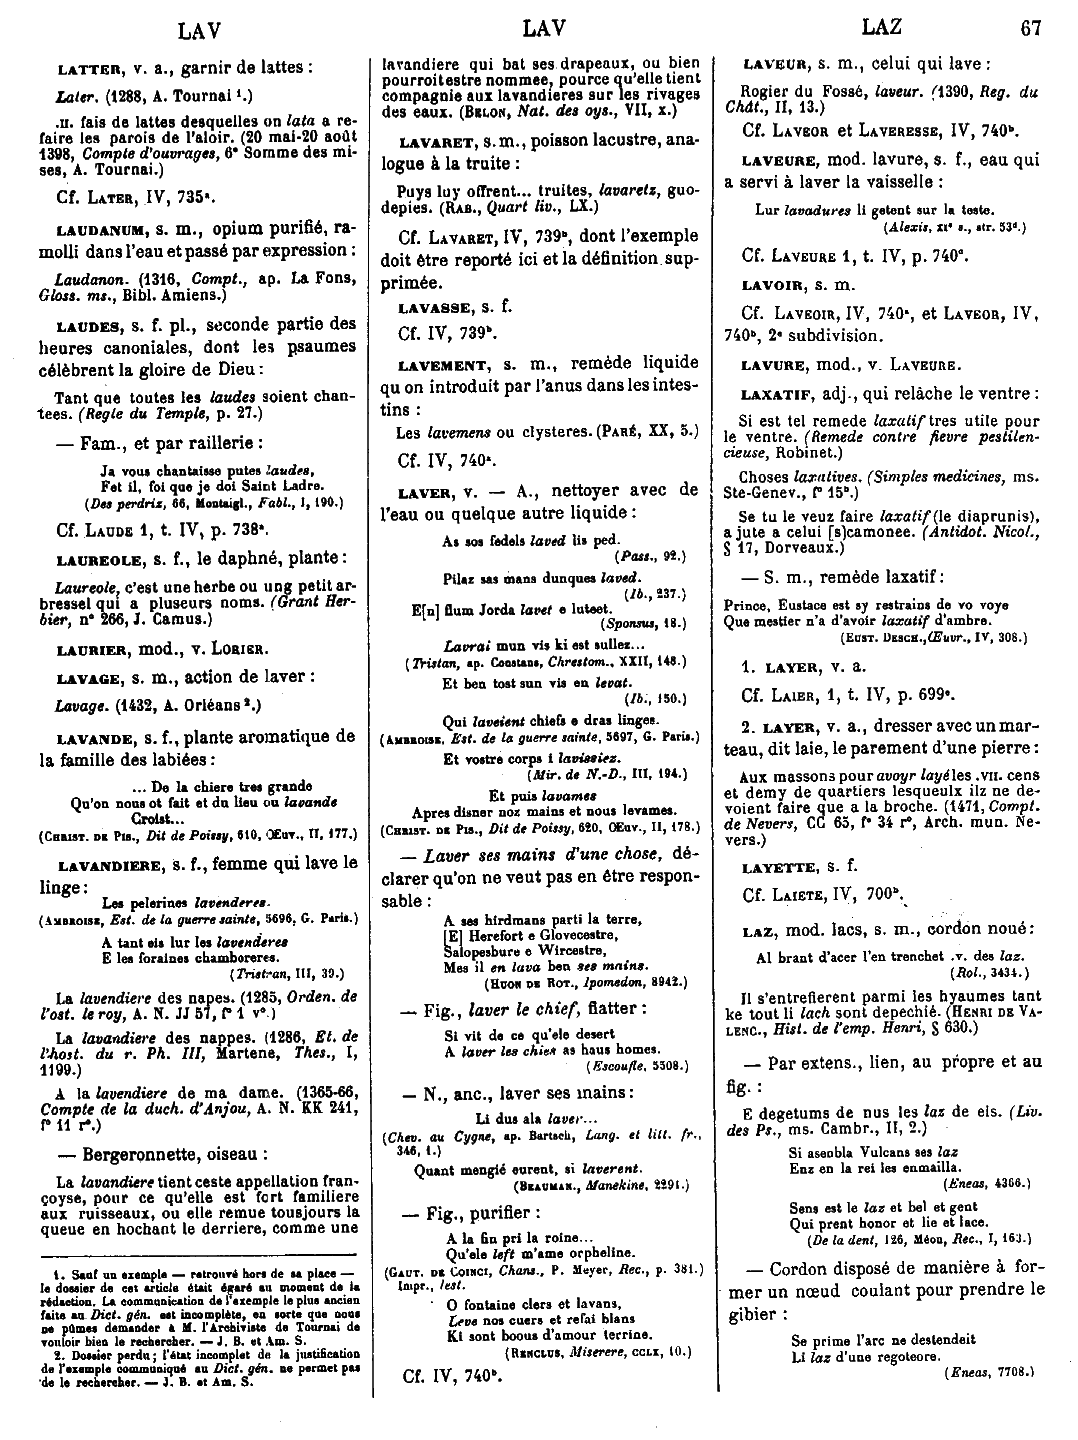 LAV
LAV
LAZ
67
LATTER, v. a., garnir de lattes :
Later. (1288, A. Tournai ¹.)
.II. fais de lattes desquelles on lata a re-
faire les parois de l'aloir. (20 mai-20 août
1398, Compte d'ouvrages, 6ᵉ Somme des mi-
ses, A. Tournai.)
Cf. LATER, IV, 735ᵃ.
LAUDANUM, s. m., opium purifié, ra-
molli dans l'eau et passé par expression :
Laudanon. (1316, Compt., ap. La Fons,
Gloss. ms., Bibl. Amiens.)
LAUDES, s. f. pl., seconde partie des
heures canoniales, dont les psaumes
célèbrent la gloire de Dieu :
Tant que toutes les laudes soient chan-
tees. (Regle du Temple, p. 27.)
— Fam., et par raillerie :
Ja vous chantaisse putes laudes,
Fet il, foi que je doi Saint Ladre.
(Des perdriz, 66, Montaigl., Fabl., I, 190.)
Cf. LAUDE 1, t. IV, p. 738ᵃ.
LAUREOLE, s. f., le daphné, plante :
Laureole, c'est une herbe ou ung petit ar-
bressel qui a pluseurs noms. (Grant Her-
bier, n° 266, J. Camus.)
LAURIER, mod., v. LORIER.
LAVAGE, s. m., action de laver :
Lavage. (1432, A. Orléans ².)
LAVANDE, s. f., plante aromatique de
la famille des labiées :
... De la chiere tres grande
Qu'on nous ot fait et du lieu ou lavande
Croist...
(CHRIST. DE PIS., Dit de Poissy, 610, Œuv., II, 177.)
LAVANDIERE, s. f., femme qui lave le
linge :
Les pelerines lavenderes.
(AMBROISE, Est. de la guerre sainte, 5696, G. Paris.)
A tant eis lur les lavenderes
E les foraines chamboreres.
(Tristran, III, 39.)
La lavendiere des napes. (1285, Orden. de
l'ost. le roy, A. N. JJ 57, f° 1 v°.)
La lavandiere des nappes. (1286, Et. de
l'host. du r. Ph. III, Martene, Thes., I,
1199.)
A la lavendiere de ma dame. (1365-66,
Compte de la duch. d'Anjou, A. N. KK 241,
f° 11 r°.)
— Bergeronnette, oiseau :
La lavandiere tient ceste appellation fran-
çoyse, pour ce qu'elle est fort familiere
aux ruisseaux, ou elle remue tousjours la
queue en hochant le derriere, comme une
1. Sauf un exemple — retrouvé hors de sa place —
le dossier de cet article était égaré au moment de la
rédaction. La communication de l'exemple le plus ancien
faite au Dict. gén. est incomplète, en sorte que nous
ne pûmes demander à M. l'Archiviste de Tournai de
vouloir bien le rechercher. — J. B. et Am. S.
2. Dossier perdu ; l'état incomplet de la justification
de l'exemple communiqué au Dict. gén. ne permet pas
de le rechercher. — J. B. et Am. S.
lavandiere qui bat ses drapeaux, ou bien
pourroit estre nommee, pource qu'elle tient
compagnie aux lavandieres sur les rivages
des eaux. (BELON, Nat. des oys., VII, x.)
LAVARET, s. m., poisson lacustre, ana-
logue à la truite :
Puys luy offrent... truites, lavaretz, guo-
depies. (RAB., Quart liv., LX.)
Cf. LAVARET, IV, 739ᵇ, dont l'exemple
doit être reporté ici et la définition sup-
primée.
LAVASSE, s. f.
Cf. IV, 739ᵇ.
LAVEMENT, s. m., remède liquide
qu on introduit par l'anus dans les intes-
tins :
Les lavemens ou clysteres. (PARÉ, XX, 5.)
Cf. IV, 740ᵃ.
LAVER, v. — A., nettoyer avec de
l'eau ou quelque autre liquide :
As sos fedels laved lis ped.
(Pass., 92.)
Pilaz sas mans dunques laved.
(Ib., 237.)
E[n] flum Jorda lavet e luteet.
(Sponsus, 18.)
Lavrai mun vis ki est sullez...
(Tristan, ap. Constans, Chrestom., XXII, 148.)
Et ben tost sun vis en levat.
(Ib., 150.)
Qui laveient chiefs e dras linges.
(AMBROISE, Est. de la guerre sainte, 5697, G. Paris.)
Et vostre corps i lavissiez.
(Mir. de N.-D., III, 194.)
Et puis lavames
Apres disner noz mains et nous levames.
(CHRIST. DE PIS., Dit de Poissy, 620, Œuv., II, 178.)
— Laver ses mains d'une chose, dé-
clarer qu'on ne veut pas en être respon-
sable :
A ses hirdmans parti la terre,
[E] Herefort e Glovecestre,
Salopesbure e Wircestre,
Mes il en lava ben ses mains.
(HUON DE ROT., Ipomedon, 8942.)
— Fig., laver le chief, flatter :
Si vit de ce qu'ele desert
A laver les chies as haus homes.
(Escoufle, 5508.)
— N., anc., laver ses mains :
Li dus ala laver...
(Chev. au Cygne, ap. Bartsch, Lang. et litt. fr.,
346, 1.)
Quant mengié eurent, si laverent.
(BEAUMAN., Manekine, 2291.)
— Fig., purifier :
A la fin pri la roine...
Qu'ele left m'ame orpheline.
(GAUT. DE COINCI, Chans., P. Meyer, Rec., p. 381.)
Impr., lest.
O fontaine clers et lavans,
Leve nos cuers et refai blans
Ki sont boous d'amour terrine.
(RENCLUS, Miserere, CCLX, 10.)
Cf. IV, 740ᵇ.
LAVEUR, s. m., celui qui lave :
Rogier du Fossé, laveur. (1390, Reg. du
Chât., II, 13.)
Cf. LAVEOR et LAVERESSE, IV, 740ᵇ.
LAVEURE, mod. lavure, s. f., eau qui
a servi à laver la vaisselle :
Lur lavadures li getent sur la teste.
(Alexis, XIᵉ s., str. 53ᵈ.)
Cf. LAVEURE 1, t. IV, p. 740ᶜ.
LAVOIR, s. m.
Cf. LAVEOIR, IV, 740ᵃ, et LAVEOR, IV,
740ᵇ, 2ᵉ subdivision.
LAVURE, mod., v. LAVEURE.
LAXATIF, adj., qui relâche le ventre :
Si est tel remede laxatif tres utile pour
le ventre. (Remede contre fievre pestilen-
cieuse, Robinet.)
Choses laxatives. (Simples medicines, ms.
Ste-Genev., f° 15ᵃ.)
Se tu le veuz faire laxatif (le diaprunis),
ajute a celui [s]camonee. (Antidot. Nicol.,
§ 17, Dorveaux.)
— S. m., remède laxatif :
Prince, Eustace est sy restrains de vo voye
Que mestier n'a d'avoir laxatif d'ambre.
(EUST. DESCH., Œuvr., IV, 308.)
1. LAYER, v. a.
Cf. LAIER, 1, t. IV, p. 699ᵉ.
2. LAYER, v. a., dresser avec un mar-
teau, dit laie, le parement d'une pierre :
Aux massons pour avoyr layé les .VII. cens
et demy de quartiers lesqueulx ilz ne de-
voient faire que a la broche. (1471, Compt.
de Nevers, CC 65, f° 34 r°, Arch. mun. Ne-
vers.)
LAYETTE, s. f.
Cf. LAIETE, IV, 700ᵇ.
LAZ, mod. lacs, s. m., cordon noué :
Al brant d'acer l'en trenchet .v. des laz.
(Rol., 3434.)
Il s'entrefierent parmi les hyaumes tant
ke tout li lach sont depechié. (HENRI DE VA-
LENC., Hist. de l'emp. Henri, § 630.)
— Par extens., lien, au propre et au
fig. :
E degetums de nus les laz de els. (Liv.
des Ps., ms. Cambr., II, 2.)
Si asenbla Vulcans ses laz
Enz en la rei les enmailla.
(Eneas, 4366.)
Sens est le laz et bel et gent
Qui prent honor et lie et lace.
(De la dent, 126, Méon, Rec., I, 163.)
— Cordon disposé de manière à for-
mer un nœud coulant pour prendre le
gibier :
Se prime l'arc ne destendeit
Li laz d'une regoteore.
(Eneas, 7708.)